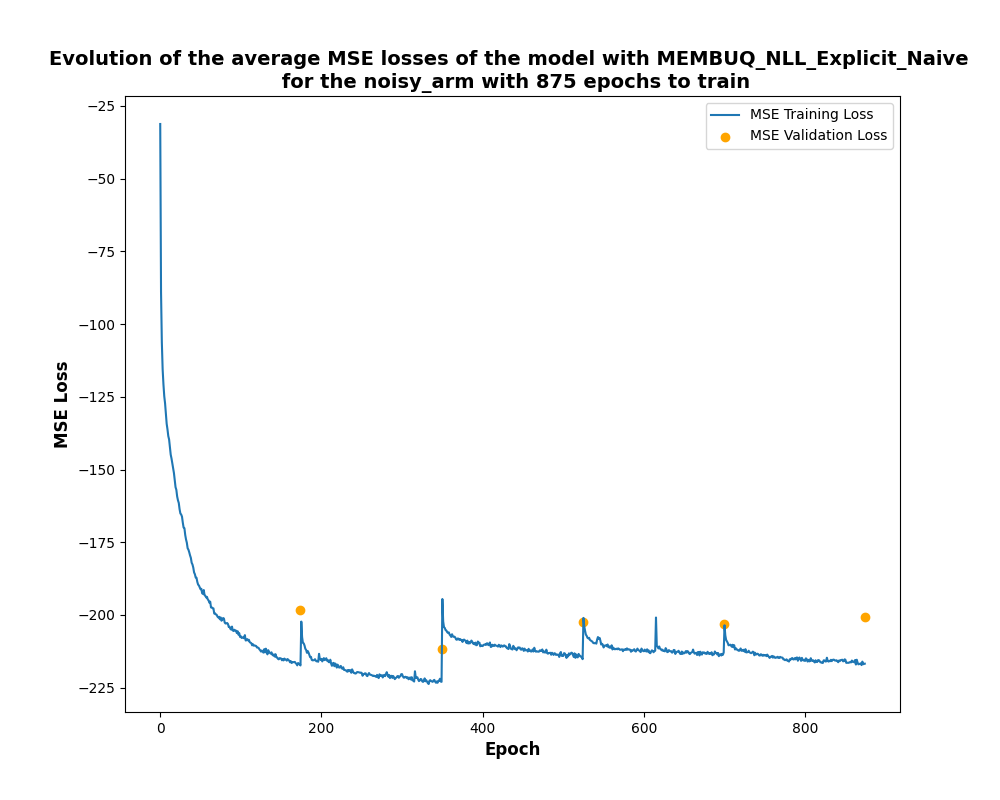 Evolution of the average MSE losses of the model with MEMBUQ_NLL_Explicit_Naive
for the noisy_arm with 875 epochs to train
MSE Training Loss
MSE Validation Loss
MSE Loss
−25
−50
−75
−100
−125
−150
−175
−200
−225
0
200
400
600
800
Epoch